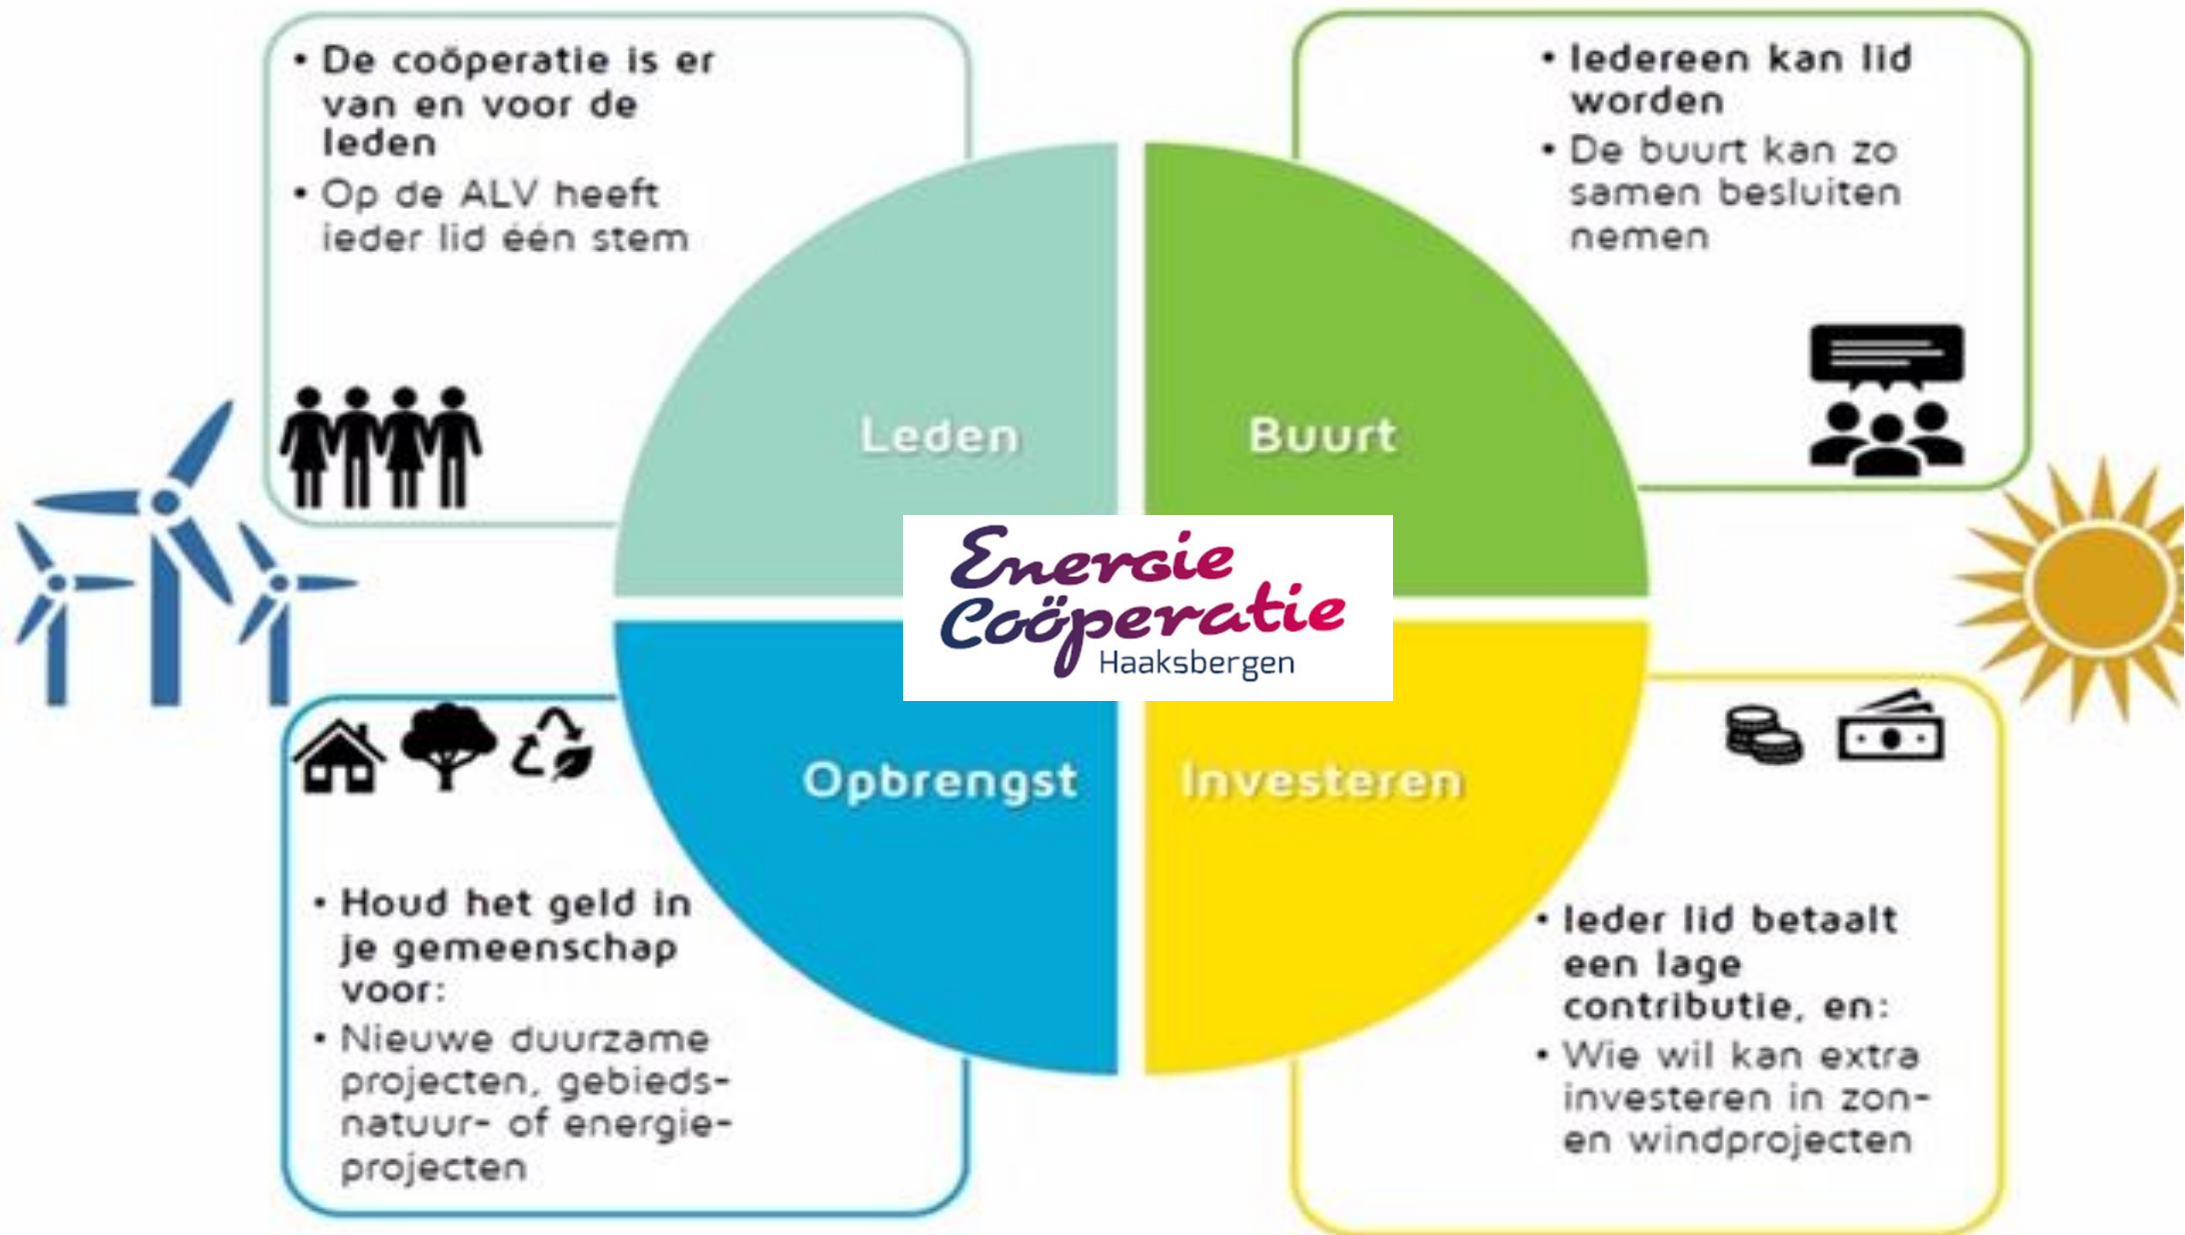 • De coöperatie is er
van en voor de
leden
• Op de ALV heeft
ieder lid één stem
• Iedereen kan lid
worden
• De buurt kan zo
samen besluiten
nemen
Leden
Buurt
Energie
Coöperatie
Haaksbergen
Opbrengst
Investeren
• Houd het geld in
je gemeenschap
voor:
• Nieuwe duurzame
projecten, gebieds-
natuur- of energie-
projecten
• Ieder lid betaalt
een lage
contributie, en:
• Wie wil kan extra
investeren in zon-
en windprojecten